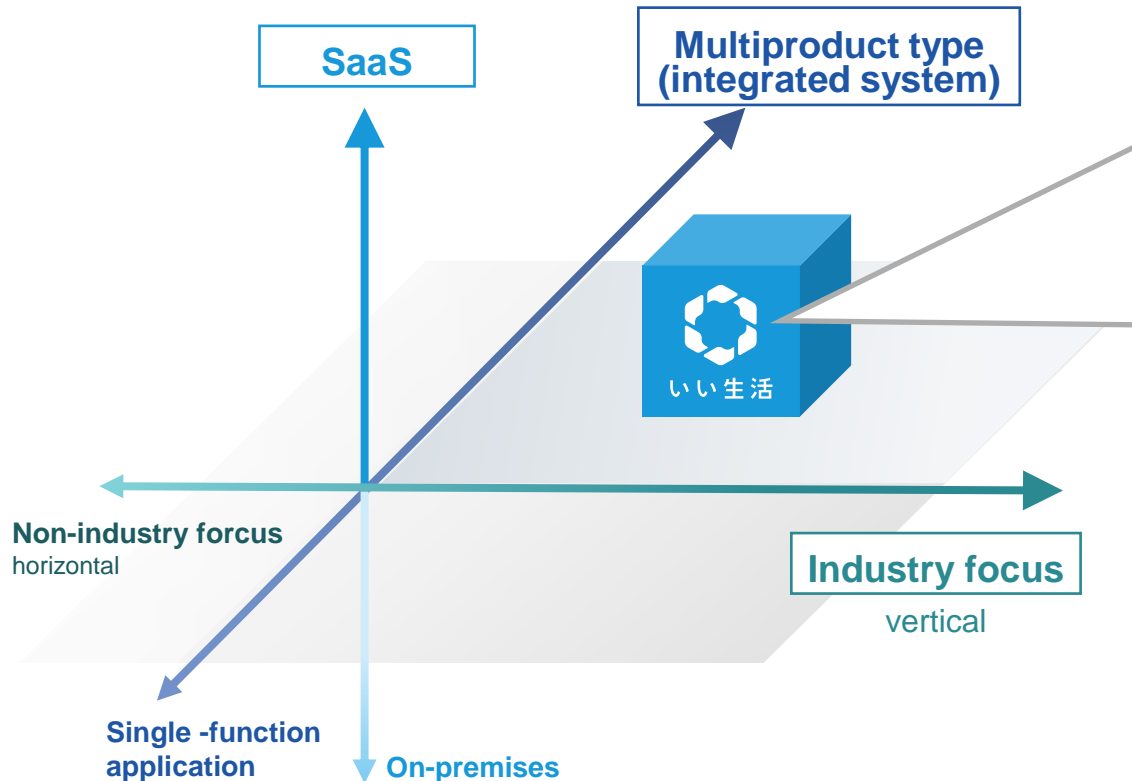 SaaS
Multiproduct type
(integrated system)
いい生活
Non-industry forcus
horizontal
Industry focus
vertical
Single -function
application
On-premises